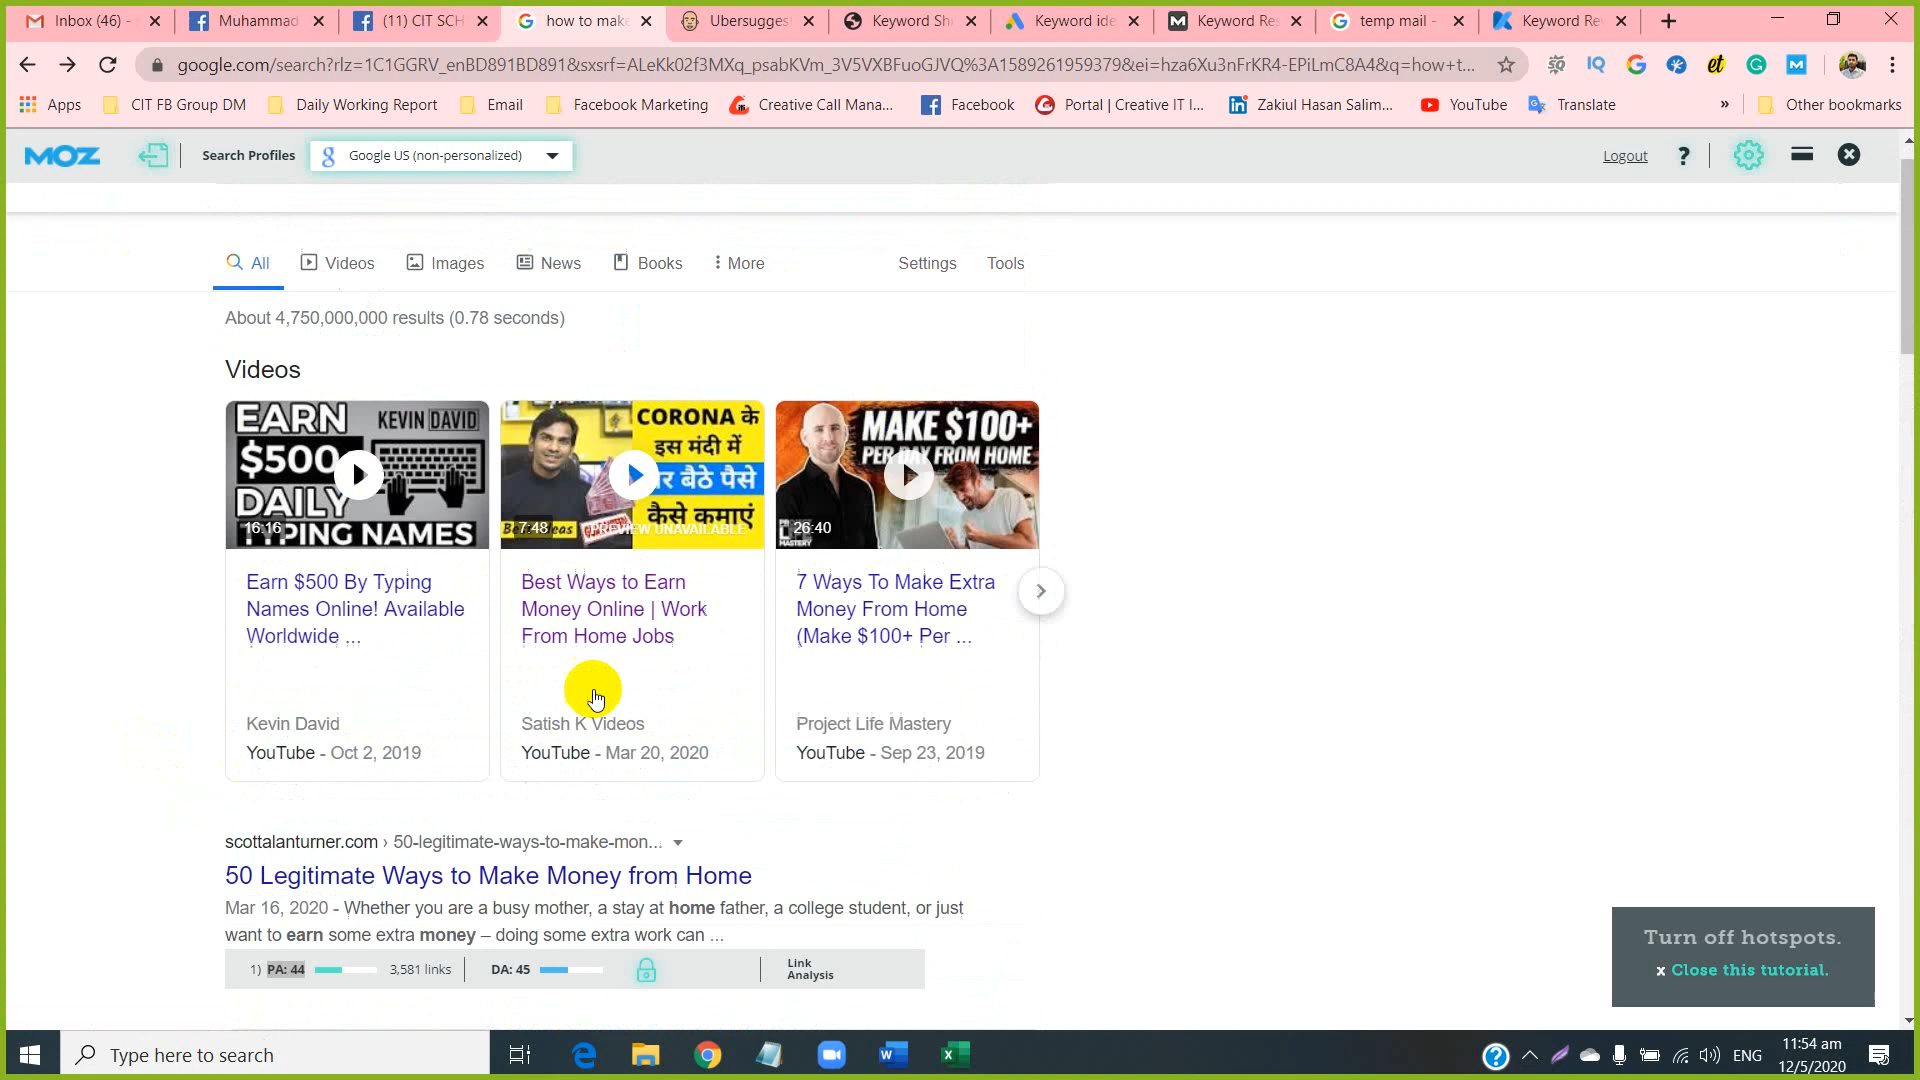 Inbox (46) -
Muhammad
(11) CIT SCH
how to make
Ubersugges
Keyword Sh
Keyword ide
Keyword Res
temp mail -
Keyword Re
google.com/search?rlz=1C1GGRV_enBD891BD891&sxsrf=ALeKk02f3MXq_psabKVm_3V5VXBFuoGJVQ%3A1589261959379&ei=hza6Xu3nFrKR4-EPiLmC8A4&q=how+t...
Apps
CIT FB Group DM
Daily Working Report
Email
Facebook Marketing
Creative Call Mana...
Facebook
Portal | Creative IT I...
Zakiul Hasan Salim...
YouTube
Translate
»
Other bookmarks
MOZ
Search Profiles
Google US (non-personalized)
Logout
?
All
Videos
Images
News
Books
More
Settings
Tools
About 4,750,000,000 results (0.78 seconds)
Videos
EARN
KEVIN DAVID
$500
DAILY
TYPING NAMES
16:16
CORONA के
इस मंदी में
र बैठे पैसे
कैसे कमाएं
7:48
PREVIEW UNAVAILABLE
MAKE $100+
PER DAY FROM HOME
MASTERY
26:40
Earn $500 By Typing
Names Online! Available
Worldwide ...
Kevin David
YouTube - Oct 2, 2019
Best Ways to Earn
Money Online | Work
From Home Jobs
Satish K Videos
YouTube - Mar 20, 2020
7 Ways To Make Extra
Money From Home
(Make $100+ Per ...
Project Life Mastery
YouTube - Sep 23, 2019
scottalanturner.com › 50-legitimate-ways-to-make-mon...
50 Legitimate Ways to Make Money from Home
Mar 16, 2020 - Whether you are a busy mother, a stay at home father, a college student, or just
want to earn some extra money – doing some extra work can ...
1) PA: 44
3,581 links
DA: 45
Link
Analysis
Turn off hotspots.
x Close this tutorial.
Type here to search
ENG
11:54 am
12/5/2020